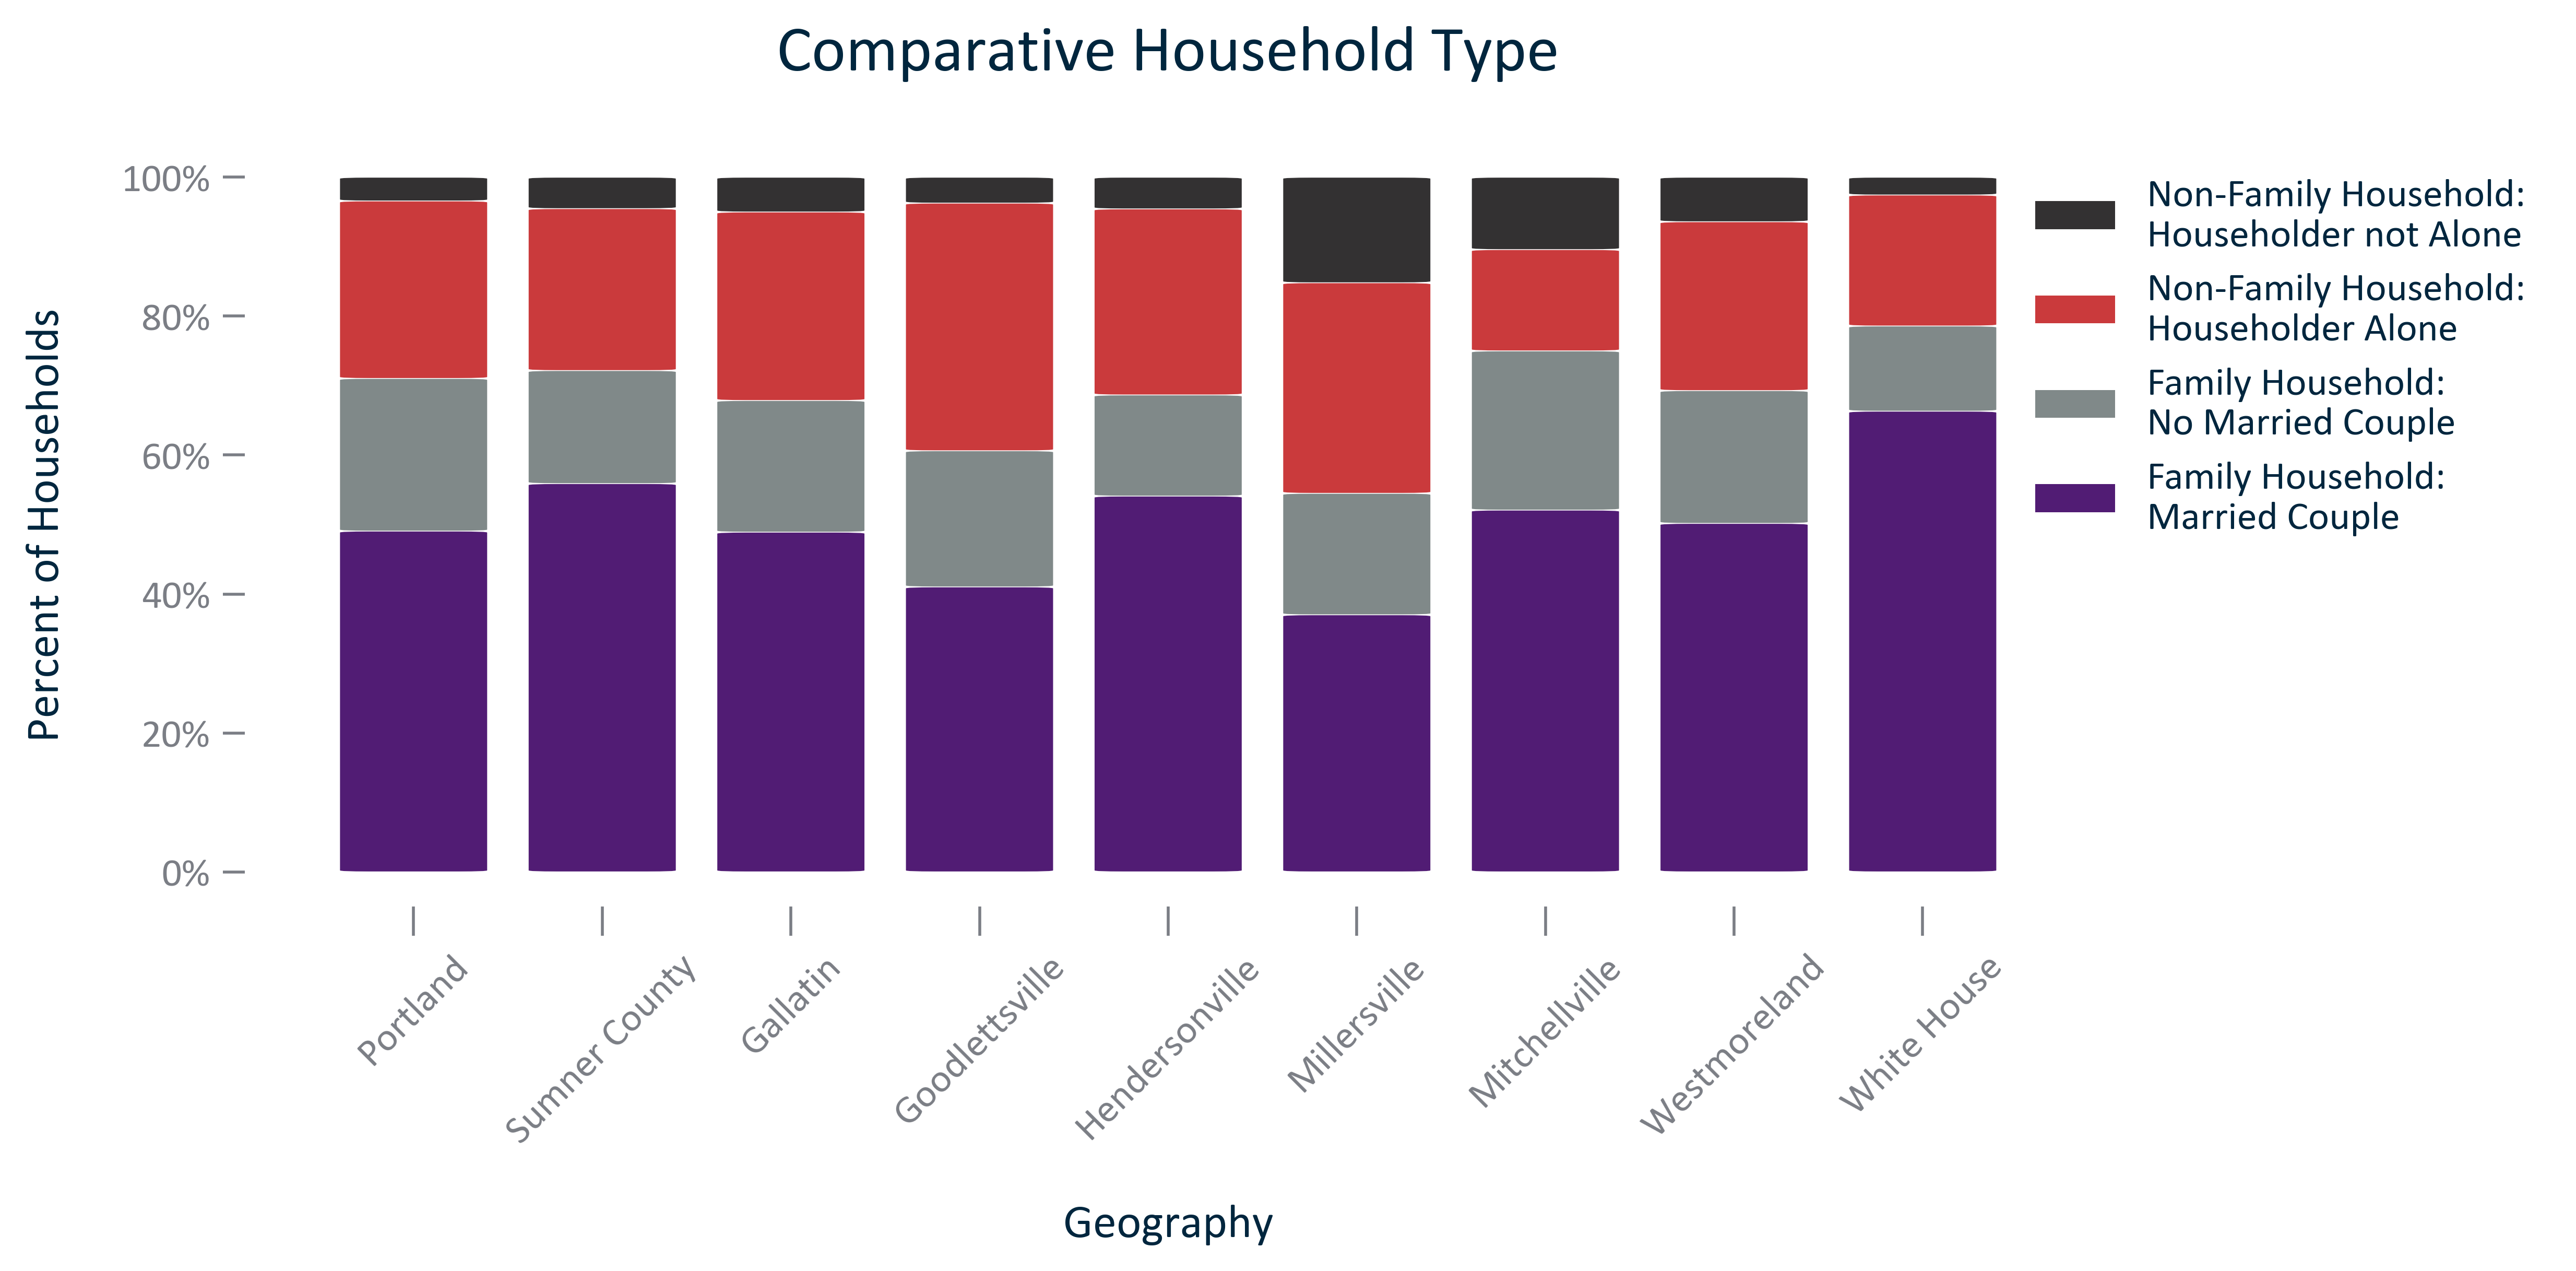 Comparative Household Type
Percent of Households
100%
80%
60%
40%
20%
0%
Non-Family Household:
Householder not Alone
Non-Family Household:
Householder Alone
Family Household:
No Married Couple
Family Household:
Married Couple
Portland
Sumner County
Gallatin
Goodlettsville
Hendersonville
Millersville
Mitchellville
Westmoreland
White House
Geography